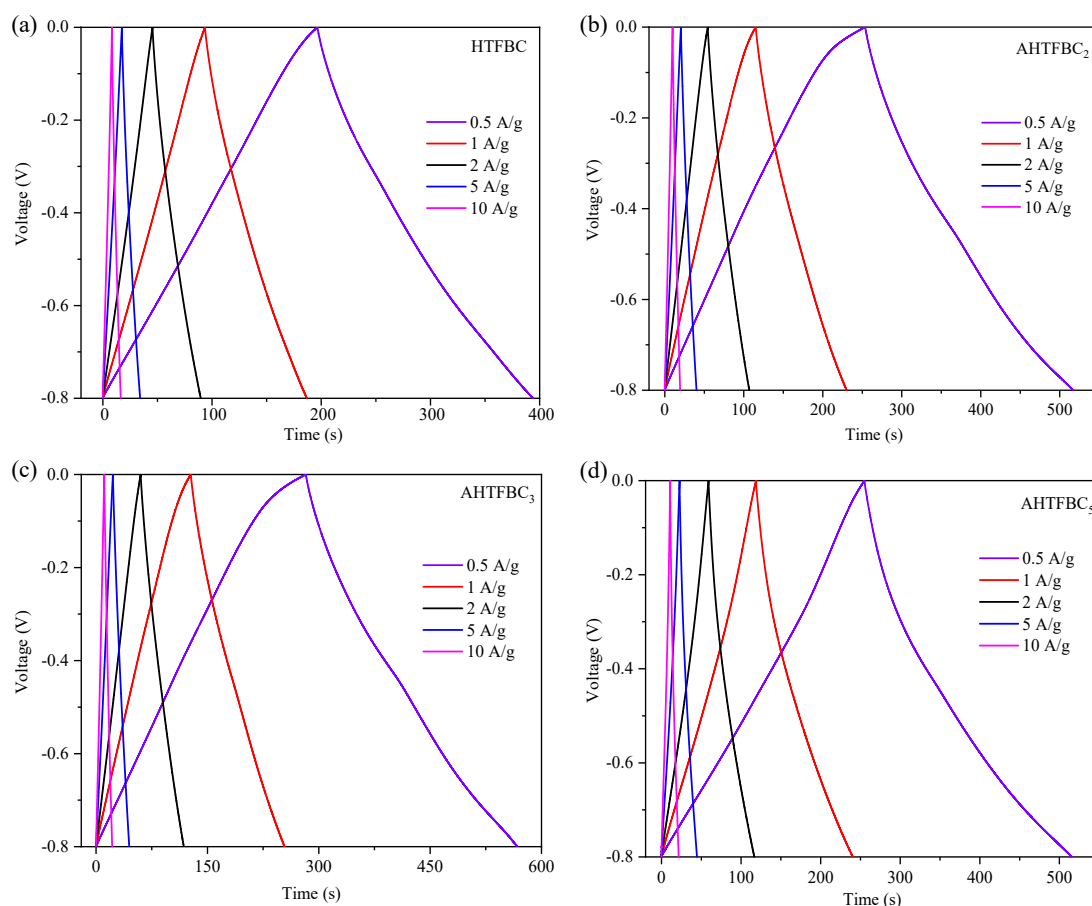 (a)
HTFBC
0.5 A/g
1 A/g
2 A/g
5 A/g
10 A/g
0.0
-0.2
-0.4
-0.6
-0.8
Voltage (V)
0 100 200 300 400
Time (s)
(b)
AHTFBC₂
0.5 A/g
1 A/g
2 A/g
5 A/g
10 A/g
0.0
-0.2
-0.4
-0.6
-0.8
Voltage (V)
0 100 200 300 400 500
Time (s)
(c)
AHTFBC₃
0.5 A/g
1 A/g
2 A/g
5 A/g
10 A/g
0.0
-0.2
-0.4
-0.6
-0.8
Voltage (V)
0 150 300 450 600
Time (s)
(d)
AHTFBC₅
0.5 A/g
1 A/g
2 A/g
5 A/g
10 A/g
0.0
-0.2
-0.4
-0.6
-0.8
Voltage (V)
0 100 200 300 400 500
Time (s)